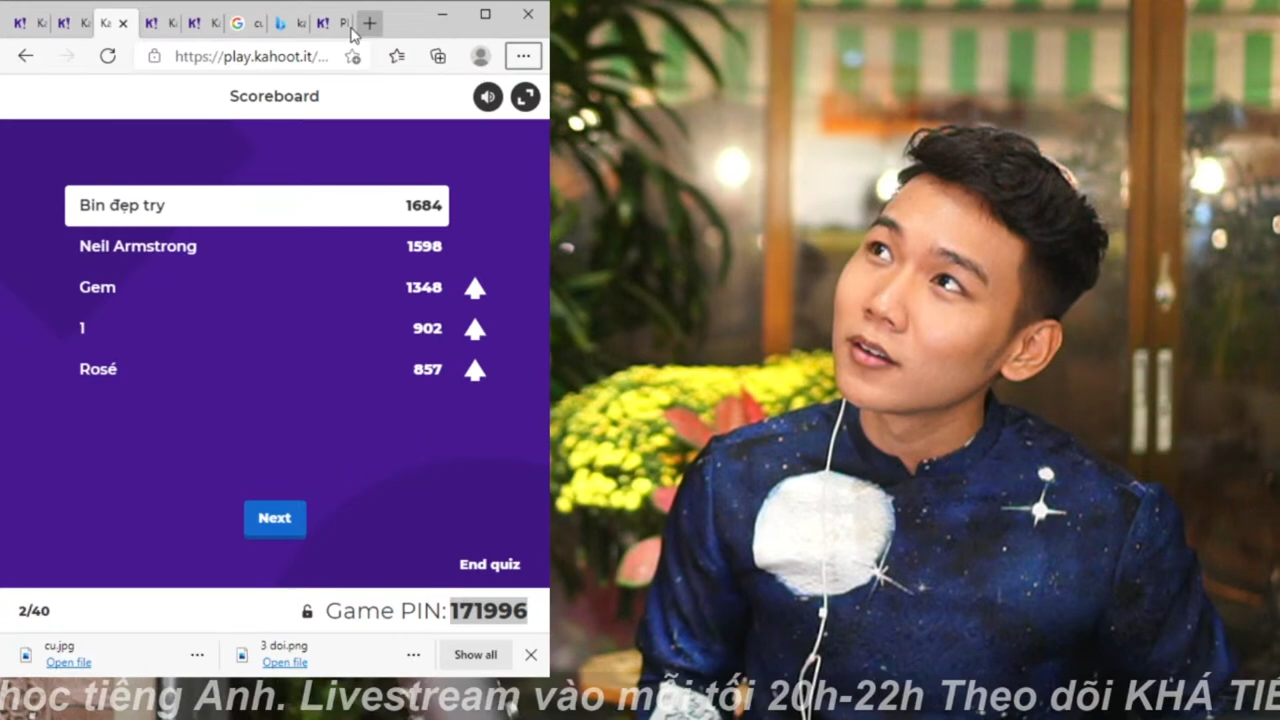 https://play.kahoot.it/...
Scoreboard
Bin đẹp try 1684
Neil Armstrong 1598
Gem 1348
1 902
Rosé 857
Next
End quiz
2/40
Game PIN: 171996
cu.jpg
Open file
3 doi.png
Open file
Show all
học tiếng Anh. Livestream vào mỗi tối 20h-22h Theo dõi KHÁ TIẾ